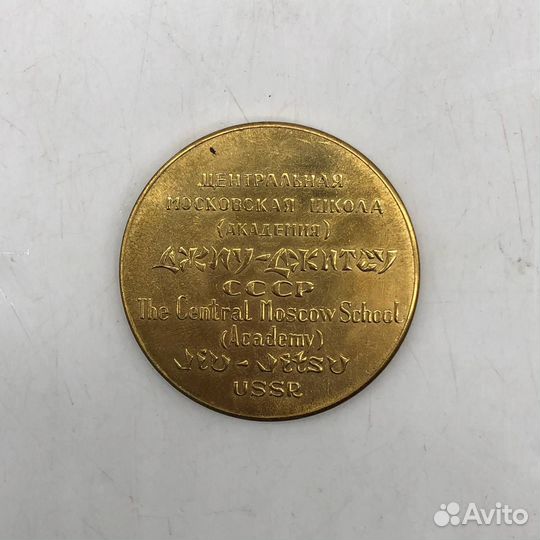 ЦЕНТРАЛЬНАЯ
МОСКОВСКАЯ ШКОЛА
(АКАДЕМИЯ)
ДЖИУ-ДЖИТСУ
СССР
The Central Moscow School
(Academy)
JIU-JITSU
USSR
Avito